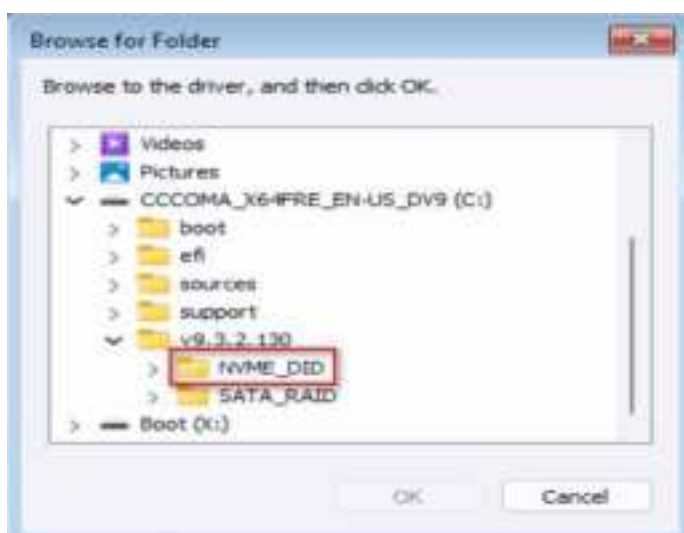 Browse for Folder
Browse to the driver, and then click OK.
Videos
Pictures
CCCOMA_X64FRE_EN-US_DV9 (C:)
boot
efi
sources
support
v9.3.2.130
NVME_DID
SATA_RAID
Boot (X:)
OK Cancel